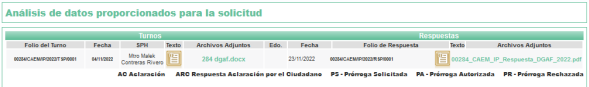 Análisis de datos proporcionados para la solicitud
Turnos Respuestas
Folio del Turno Fecha SPH Texto Archivos Adjuntos Edo. Fecha Folio de Respuesta Texto Archivos Adjuntos
00284/CAEM/IP/2022/TSP/0001 04/11/2022 Mtro Malek Contreras Rivero 284 dgaf.docx 23/11/2022 00284/CAEM/IP/2022/RSP/0001 00284_CAEM_IP_Respuesta_DGAF_2022.pdf
AC Aclaración ARC Respuesta Aclaración por el Ciudadano PS - Prórroga Solicitada PA - Prórroga Autorizada PR - Prórroga Rechazada